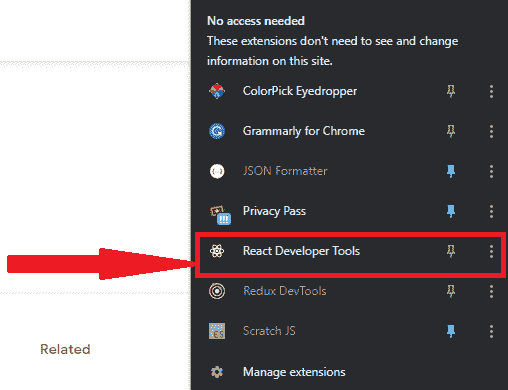 No access needed
These extensions don't need to see and change
information on this site.
ColorPick Eyedropper
Grammarly for Chrome
JSON Formatter
Privacy Pass
React Developer Tools
Redux DevTools
Scratch JS
Manage extensions
Related